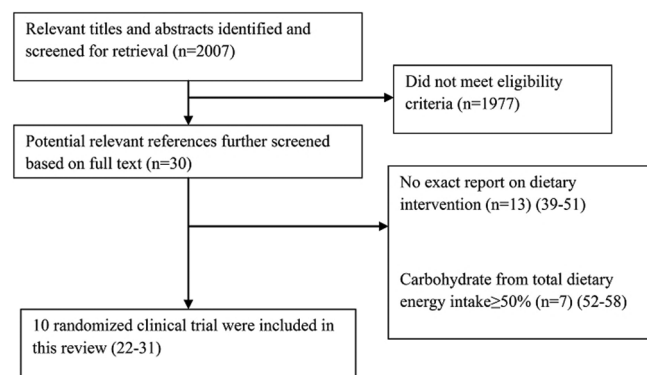 Relevant titles and abstracts identified and
screened for retrieval (n=2007)
Did not meet eligibility
criteria (n=1977)
Potential relevant references further screened
based on full text (n=30)
No exact report on dietary
intervention (n=13) (39-51)
Carbohydrate from total dietary
energy intake≥50% (n=7) (52-58)
10 randomized clinical trial were included in
this review (22-31)